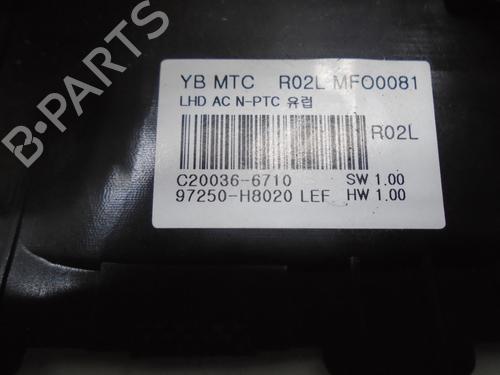 YB MTC R02L MFO0081
LHD AC N-PTC 유럽
R02L
C20036-6710 SW 1.00
97250-H8020 LEF HW 1.00
B-PARTS